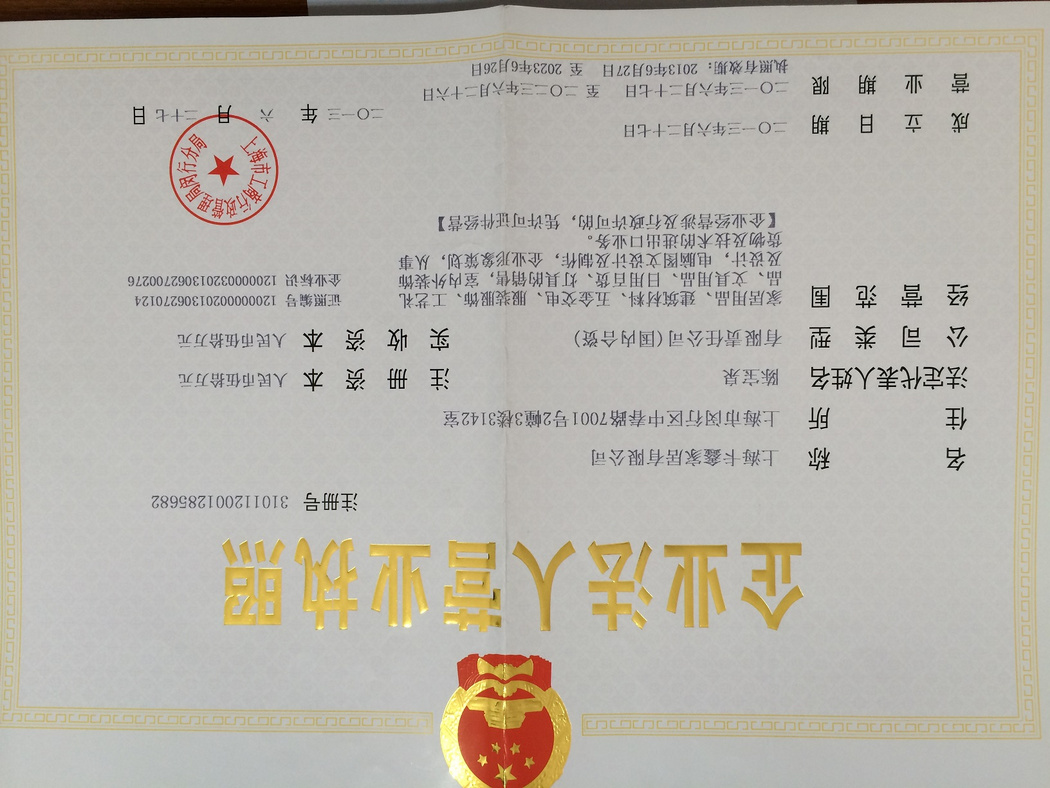 企业法人营业执照
注册号 310112001285682
名称 上海卡鑫家居有限公司
住所 上海市闵行区中春路7001号2幢3楼3142室
法定代表人姓名 陈宝泉
注册资本 人民币伍拾万元
公司类型 有限责任公司(国内合资)
实收资本 人民币伍拾万元
经营范围 家居用品、建筑材料、五金交电、服装服饰、工艺礼
品、文具用品、日用百货、灯具的销售，室内外装饰
及设计，电脑图文设计及制作，企业形象策划，从事
货物及技术的进出口业务。
【企业经营涉及行政许可的，凭许可证件经营】
证照编号 12000000201306270124
企业标识 12000003201306270027​6
成立日期 二〇一三年六月二十七日
营业期限 二〇一三年六月二十七日 至 二〇二三年六月二十六日
执照有效期：2013年6月27日 至 2023年6月26日
上海市工商行政管理局闵行分局
二〇一三 年 六 月 二十七 日